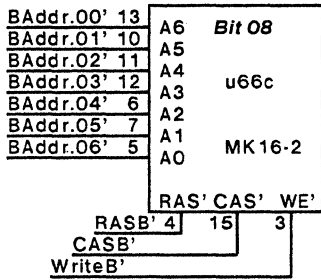 BAddr.00' 13 A6 Bit 08
BAddr.01' 10 A5
BAddr.02' 11 A4
BAddr.03' 12 A3 u66c
BAddr.04' 6 A2
BAddr.05' 7 A1 MK16-2
BAddr.06' 5 A0
RAS' CAS' WE'
RASB' 4 15 3
CASB'
WriteB'